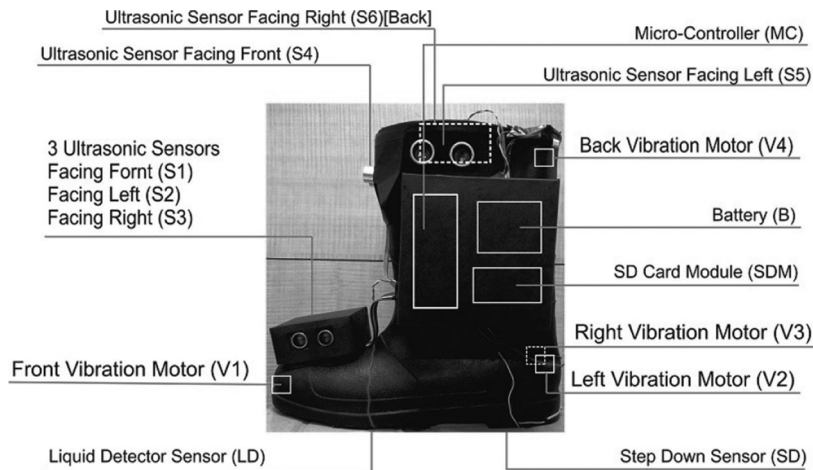 Ultrasonic Sensor Facing Right (S6)[Back]
Micro-Controller (MC)
Ultrasonic Sensor Facing Front (S4)
Ultrasonic Sensor Facing Left (S5)
3 Ultrasonic Sensors
Facing Fornt (S1)
Facing Left (S2)
Facing Right (S3)
Back Vibration Motor (V4)
Battery (B)
SD Card Module (SDM)
Right Vibration Motor (V3)
Front Vibration Motor (V1)
Left Vibration Motor (V2)
Liquid Detector Sensor (LD)
Step Down Sensor (SD)